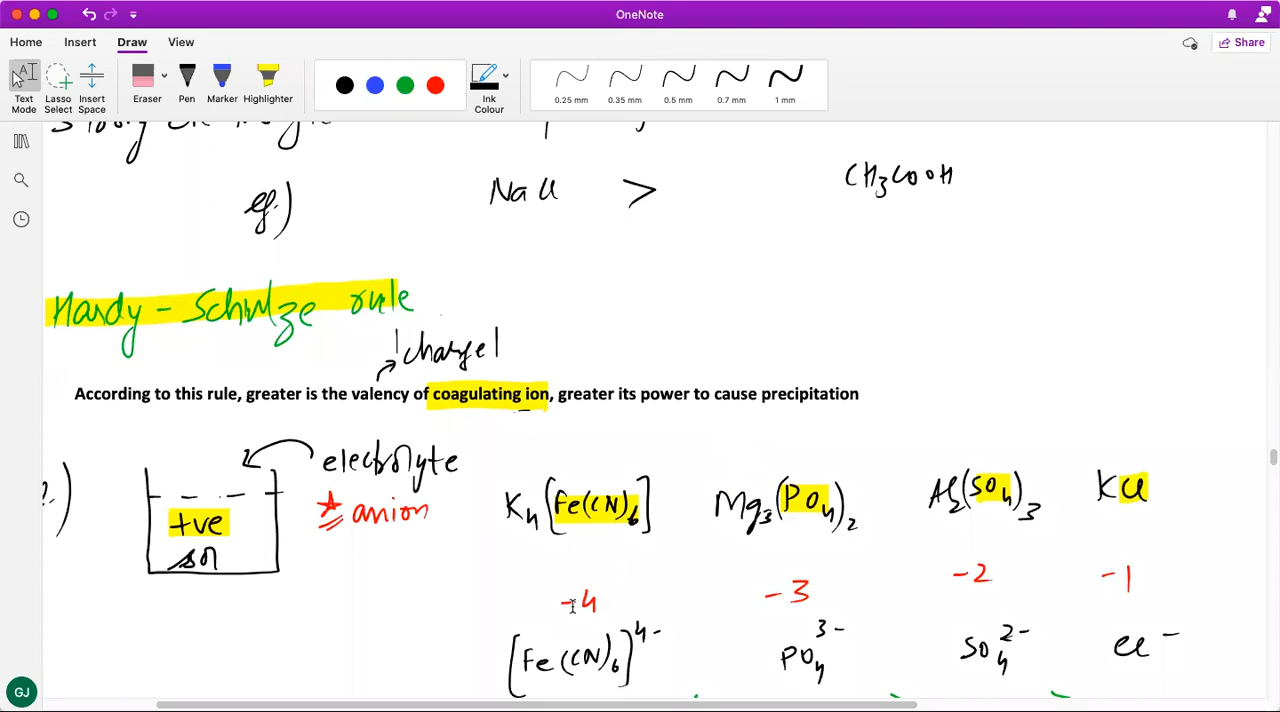 OneNote
Home Insert Draw View
Share
Text Mode
Lasso Select
Insert Space
Eraser
Pen
Marker
Highlighter
Ink Colour
0.25 mm 0.35 mm 0.5 mm 0.7 mm 1 mm
eg.) NaCl > CH3COOH
Hardy - Schulze rule
|charge|
According to this rule, greater is the valency of coagulating ion, greater its power to cause precipitation
electrolyte
+ve sol
anion
K4[Fe(CN)6] Mg3(PO4)2 Al2(SO4)3 KCl
-4 -3 -2 -1
[Fe(CN)6]4- PO4 3- SO4 2- Cl-
GJ